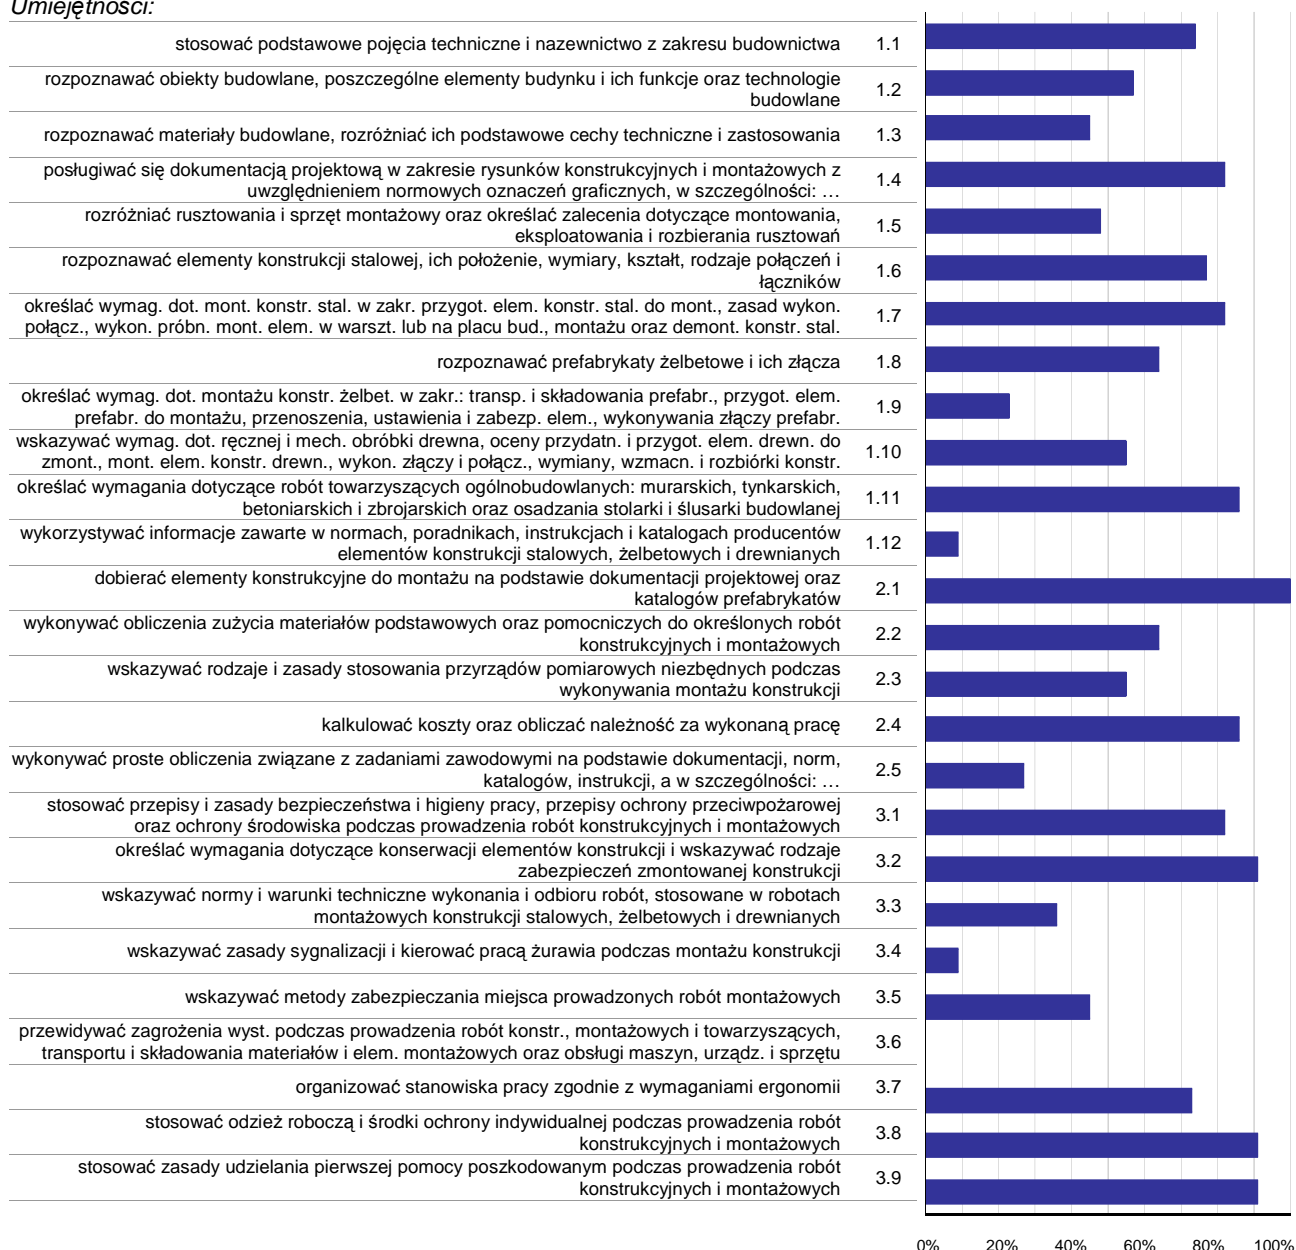 Umiejętności:
stosować podstawowe pojęcia techniczne i nazewnictwo z zakresu budownictwa 1.1
rozpoznawać obiekty budowlane, poszczególne elementy budynku i ich funkcje oraz technologie
budowlane 1.2
rozpoznawać materiały budowlane, rozróżniać ich podstawowe cechy techniczne i zastosowania 1.3
posługiwać się dokumentacją projektową w zakresie rysunków konstrukcyjnych i montażowych z
uwzględnieniem normowych oznaczeń graficznych, w szczególności: … 1.4
rozróżniać rusztowania i sprzęt montażowy oraz określać zalecenia dotyczące montowania,
eksploatowania i rozbierania rusztowań 1.5
rozpoznawać elementy konstrukcji stalowej, ich położenie, wymiary, kształt, rodzaje połączeń i
łączników 1.6
określać wymag. dot. mont. konstr. stal. w zakr. przygot. elem. konstr. stal. do mont., zasad wykon.
połącz., wykon. próbn. mont. elem. w warszt. lub na placu bud., montażu oraz demont. konstr. stal. 1.7
rozpoznawać prefabrykaty żelbetowe i ich złącza 1.8
określać wymag. dot. montażu konstr. żelbet. w zakr.: transp. i składowania prefabr., przygot. elem.
prefabr. do montażu, przenoszenia, ustawienia i zabezp. elem., wykonywania złączy prefabr. 1.9
wskazywać wymag. dot. ręcznej i mech. obróbki drewna, oceny przydatn. i przygot. elem. drewn. do
zmont., mont. elem. konstr. drewn., wykon. złączy i połącz., wymiany, wzmacn. i rozbiórki konstr. 1.10
określać wymagania dotyczące robót towarzyszących ogólnobudowlanych: murarskich, tynkarskich,
betoniarskich i zbrojarskich oraz osadzania stolarki i ślusarki budowlanej 1.11
wykorzystywać informacje zawarte w normach, poradnikach, instrukcjach i katalogach producentów
elementów konstrukcji stalowych, żelbetowych i drewnianych 1.12
dobierać elementy konstrukcyjne do montażu na podstawie dokumentacji projektowej oraz
katalogów prefabrykatów 2.1
wykonywać obliczenia zużycia materiałów podstawowych oraz pomocniczych do określonych robót
konstrukcyjnych i montażowych 2.2
wskazywać rodzaje i zasady stosowania przyrządów pomiarowych niezbędnych podczas
wykonywania montażu konstrukcji 2.3
kalkulować koszty oraz obliczać należność za wykonaną pracę 2.4
wykonywać proste obliczenia związane z zadaniami zawodowymi na podstawie dokumentacji, norm,
katalogów, instrukcji, a w szczególności: … 2.5
stosować przepisy i zasady bezpieczeństwa i higieny pracy, przepisy ochrony przeciwpożarowej
oraz ochrony środowiska podczas prowadzenia robót konstrukcyjnych i montażowych 3.1
określać wymagania dotyczące konserwacji elementów konstrukcji i wskazywać rodzaje
zabezpieczeń zmontowanej konstrukcji 3.2
wskazywać normy i warunki techniczne wykonania i odbioru robót, stosowane w robotach
montażowych konstrukcji stalowych, żelbetowych i drewnianych 3.3
wskazywać zasady sygnalizacji i kierować pracą żurawia podczas montażu konstrukcji 3.4
wskazywać metody zabezpieczania miejsca prowadzonych robót montażowych 3.5
przewidywać zagrożenia wyst. podczas prowadzenia robót konstr., montażowych i towarzyszących,
transportu i składowania materiałów i elem. montażowych oraz obsługi maszyn, urządz. i sprzętu 3.6
organizować stanowiska pracy zgodnie z wymaganiami ergonomii 3.7
stosować odzież roboczą i środki ochrony indywidualnej podczas prowadzenia robót
konstrukcyjnych i montażowych 3.8
stosować zasady udzielania pierwszej pomocy poszkodowanym podczas prowadzenia robót
konstrukcyjnych i montażowych 3.9
0% 20% 40% 60% 80% 100%